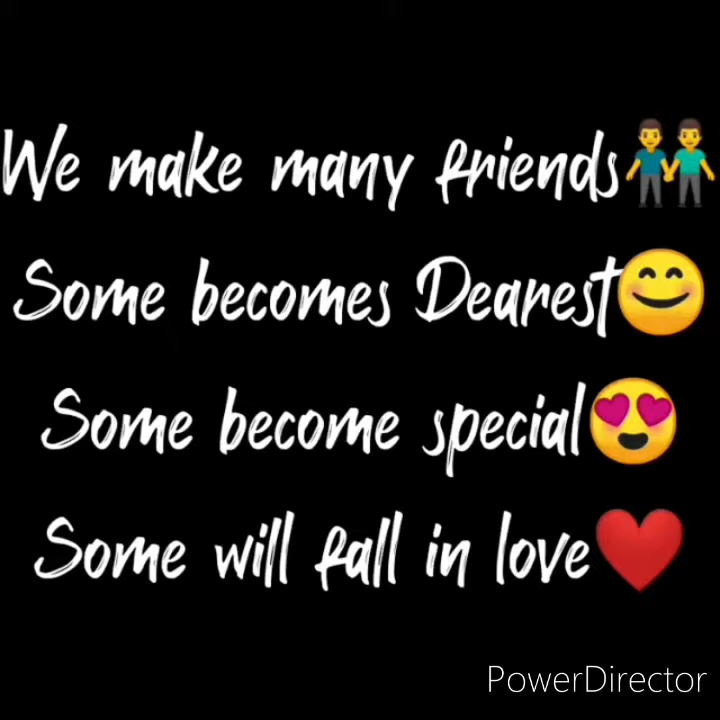 We make many friends👬
Some becomes Dearest😊
Some become special😍
Some will fall in love❤️
PowerDirector